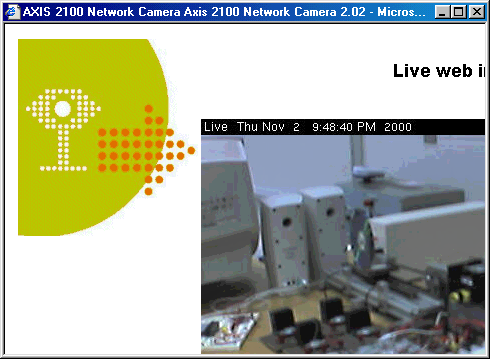 AXIS 2100 Network Camera Axis 2100 Network Camera 2.02 - Micros...
Live web i
Live Thu Nov 2 9:48:40 PM 2000